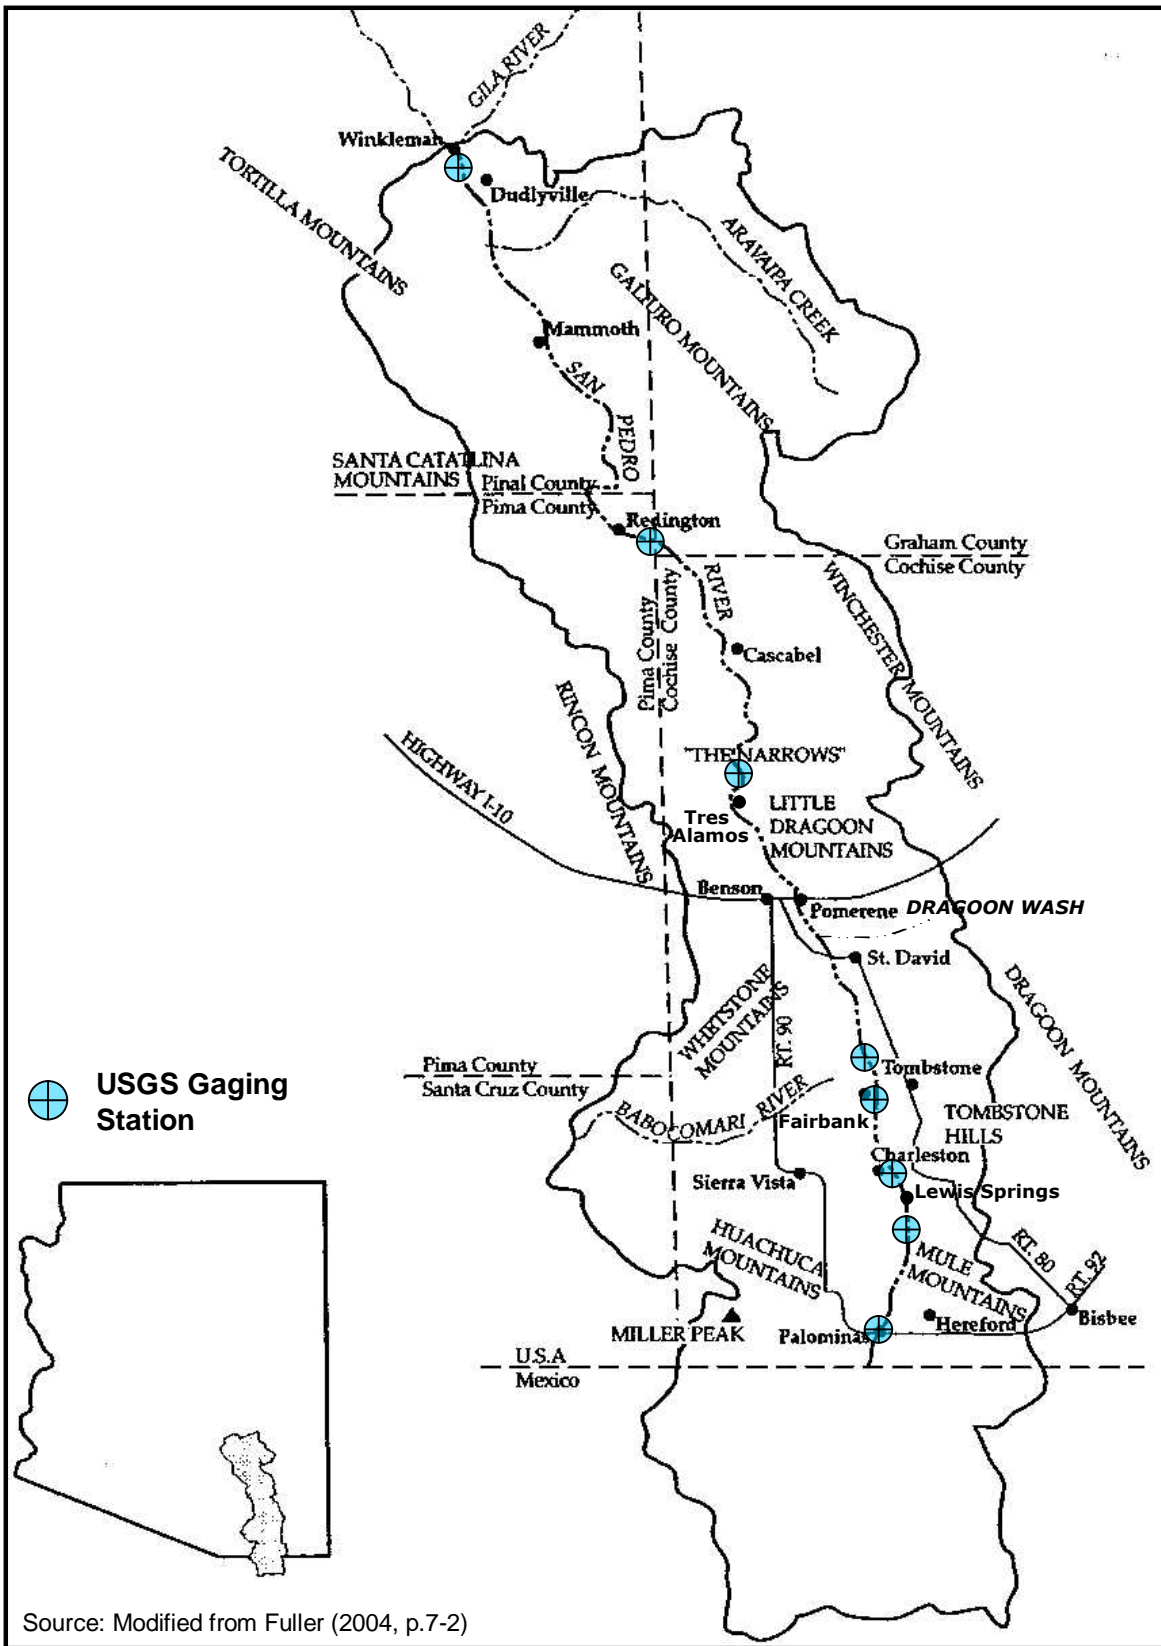 GILA RIVER
Winkleman
TORTILLA MOUNTAINS
Dudlyville
ARAVAIPA CREEK
GALIURO MOUNTAINS
Mammoth
SAN
PEDRO
RIVER
SANTA CATATLINA
MOUNTAINS
Pinal County
Pima County
Redington
Graham County
Cochise County
WINCHESTER MOUNTAINS
Pima County
Cochise County
Cascabel
RINCON MOUNTAINS
HIGHWAY I-10
"THE NARROWS"
Tres
Alamos
LITTLE
DRAGOON
MOUNTAINS
Benson
Pomerene
DRAGOON WASH
St. David
WHETSTONE
MOUNTAINS
RT. 90
DRAGOON MOUNTAINS
Pima County
Santa Cruz County
Tombstone
USGS Gaging
Station
BABOCOMARI RIVER
Fairbank
TOMBSTONE
HILLS
Charleston
Sierra Vista
Lewis Springs
HUACHUCA
MOUNTAINS
MULE
MOUNTAINS
RT. 80
RT. 92
MILLER PEAK
Palominas
Hereford
Bisbee
U.S.A
Mexico
Source: Modified from Fuller (2004, p.7-2)